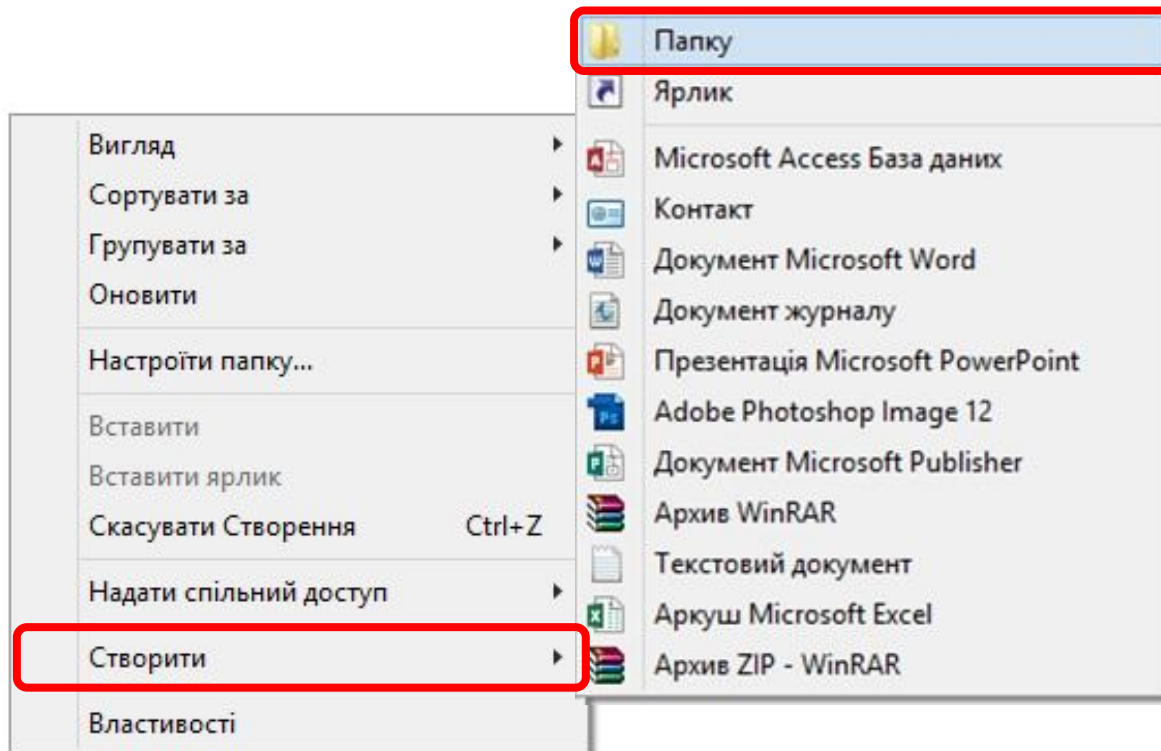 Вигляд
Сортувати за
Групувати за
Оновити
Настроїти папку...
Вставити
Вставити ярлик
Скасувати Створення Ctrl+Z
Надати спільний доступ
Створити
Властивості
Папку
Ярлик
Microsoft Access База даних
Контакт
Документ Microsoft Word
Документ журналу
Презентація Microsoft PowerPoint
Adobe Photoshop Image 12
Документ Microsoft Publisher
Архив WinRAR
Текстовий документ
Аркуш Microsoft Excel
Архив ZIP - WinRAR